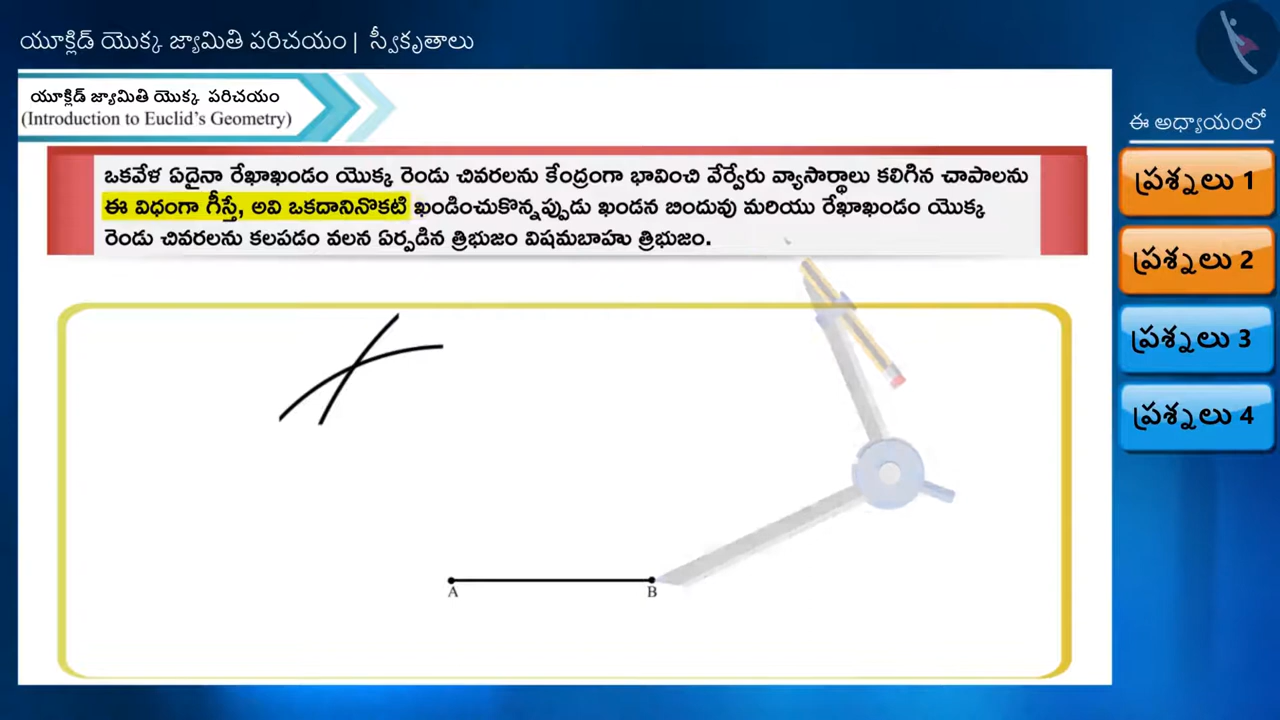 యూక్లిడ్ యొక్క జ్యామితి పరిచయం | స్వీకృతాలు
యూక్లిడ్ జ్యామితి యొక్క పరిచయం
(Introduction to Euclid's Geometry)
ఒకవేళ ఏదైనా రేఖాఖండం యొక్క రెండు చివరలను కేంద్రంగా భావించి వేర్వేరు వ్యాసార్థాలు కలిగిన చాపాలను
ఈ విధంగా గీస్తే, అవి ఒకదానినొకటి ఖండించుకొన్నప్పుడు ఖండన బిందువు మరియు రేఖాఖండం యొక్క
రెండు చివరలను కలపడం వలన ఏర్పడిన త్రిభుజం విషమబాహు త్రిభుజం.
A
B
ఈ అధ్యాయంలో
ప్రశ్నలు 1
ప్రశ్నలు 2
ప్రశ్నలు 3
ప్రశ్నలు 4